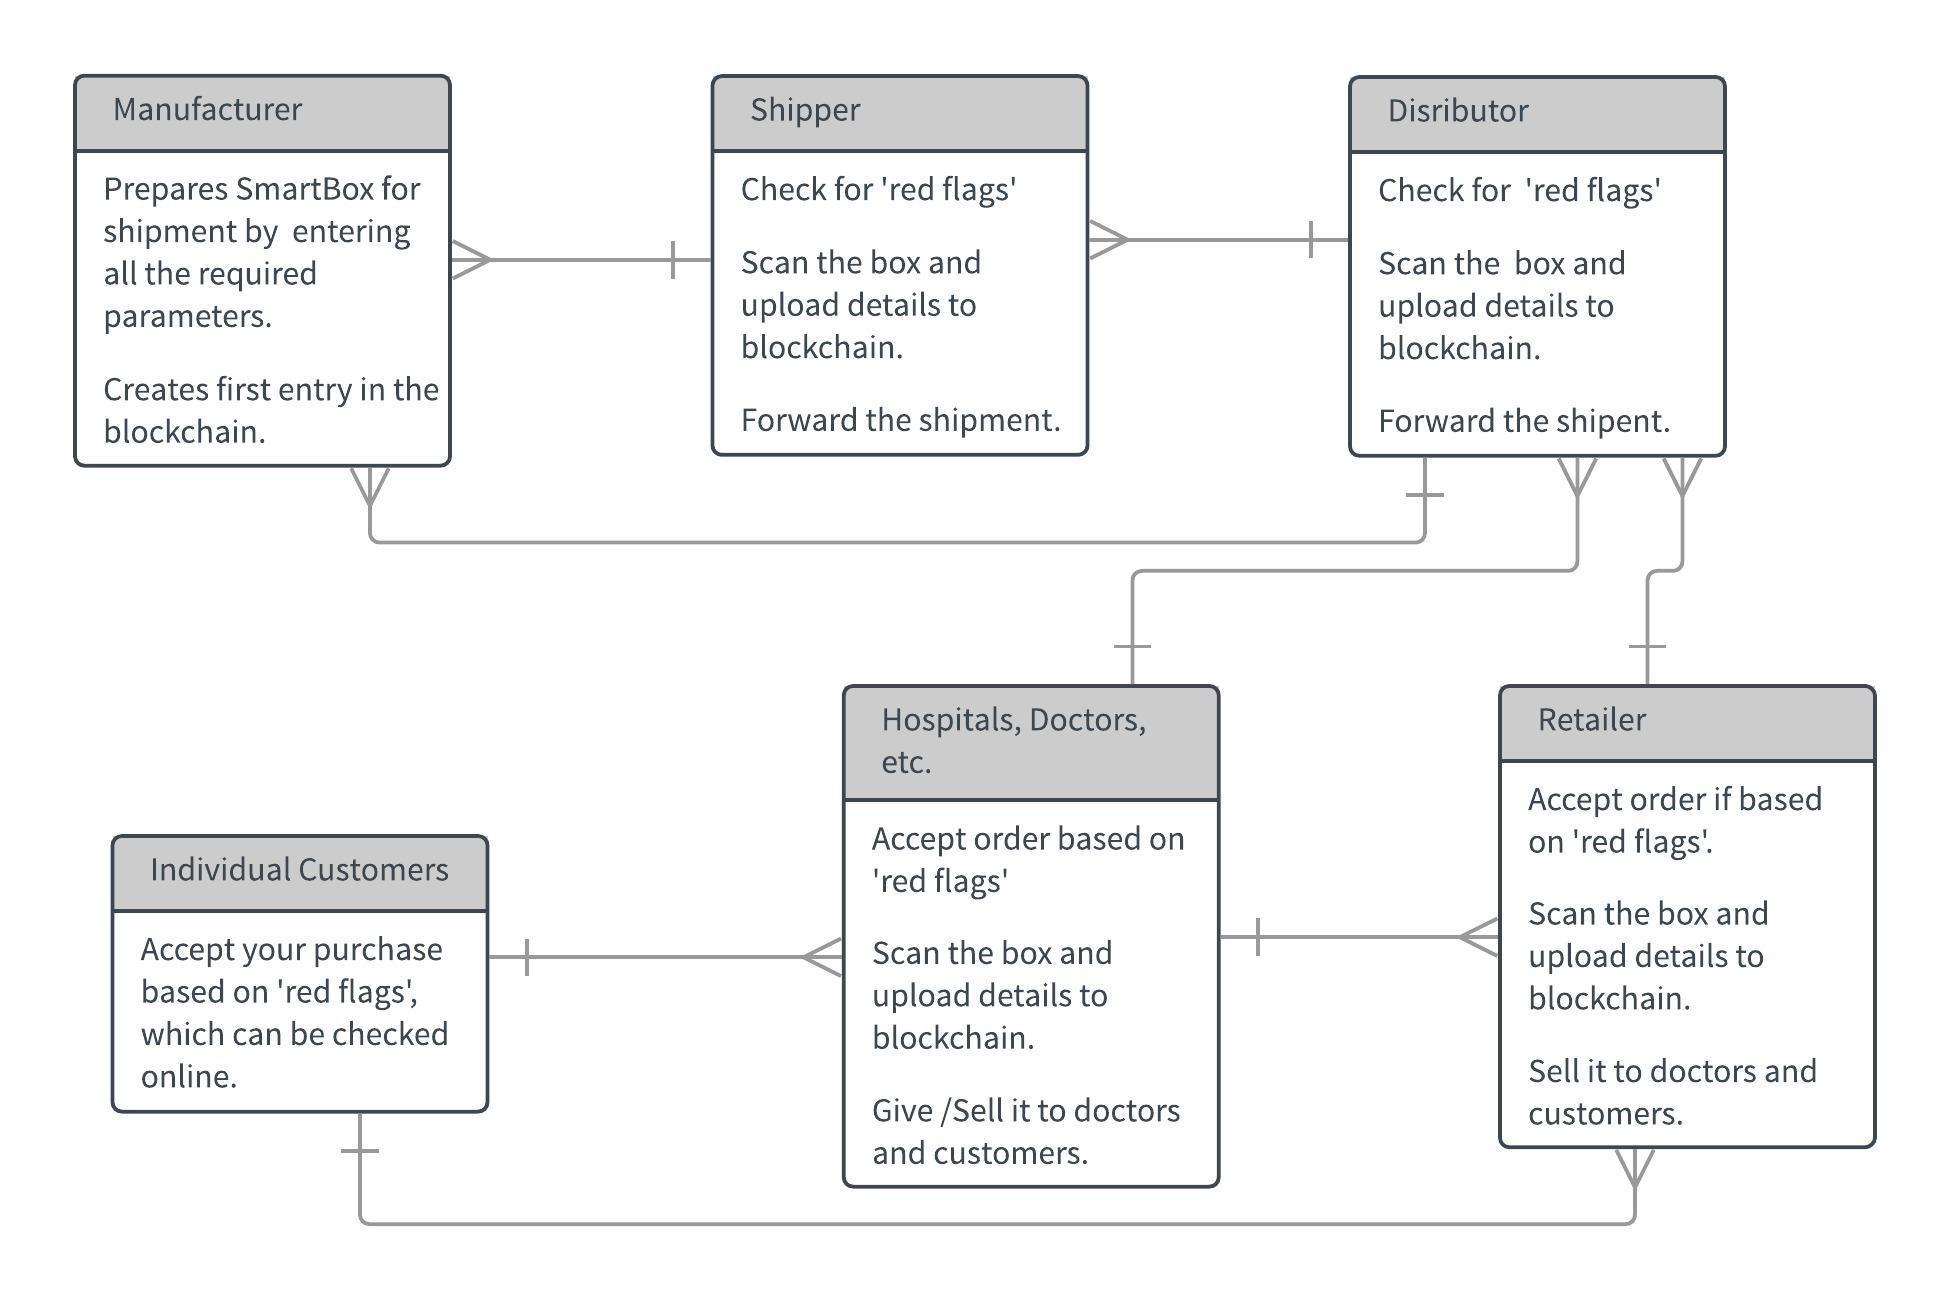 Manufacturer
Prepares SmartBox for
shipment by  entering
all the required
parameters.
Creates first entry in the
blockchain.
Shipper
Check for 'red flags'
Scan the box and
upload details to
blockchain.
Forward the shipment.
Disributor
Check for  'red flags'
Scan the  box and
upload details to
blockchain.
Forward the shipent.
Individual Customers
Accept your purchase
based on 'red flags',
which can be checked
online.
Hospitals, Doctors,
etc.
Accept order based on
'red flags'
Scan the box and
upload details to
blockchain.
Give /Sell it to doctors
and customers.
Retailer
Accept order if based
on 'red flags'.
Scan the box and
upload details to
blockchain.
Sell it to doctors and
customers.